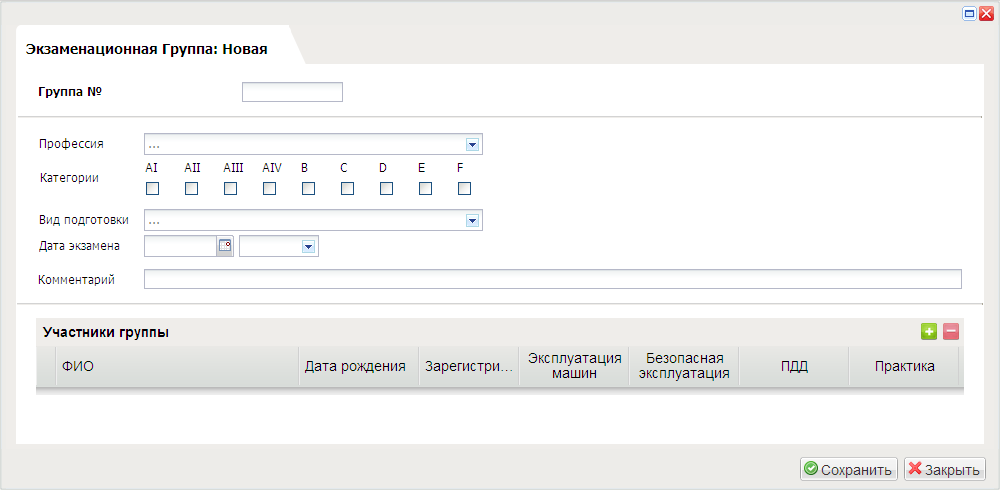 Экзаменационная Группа: Новая
Группа №
Профессия ...
AI AII AIII AIV B C D E F
Категории
Вид подготовки ...
Дата экзамена
Комментарий
Участники группы
ФИО Дата рождения Зарегистри... Эксплуатация машин Безопасная эксплуатация ПДД Практика
Сохранить Закрыть